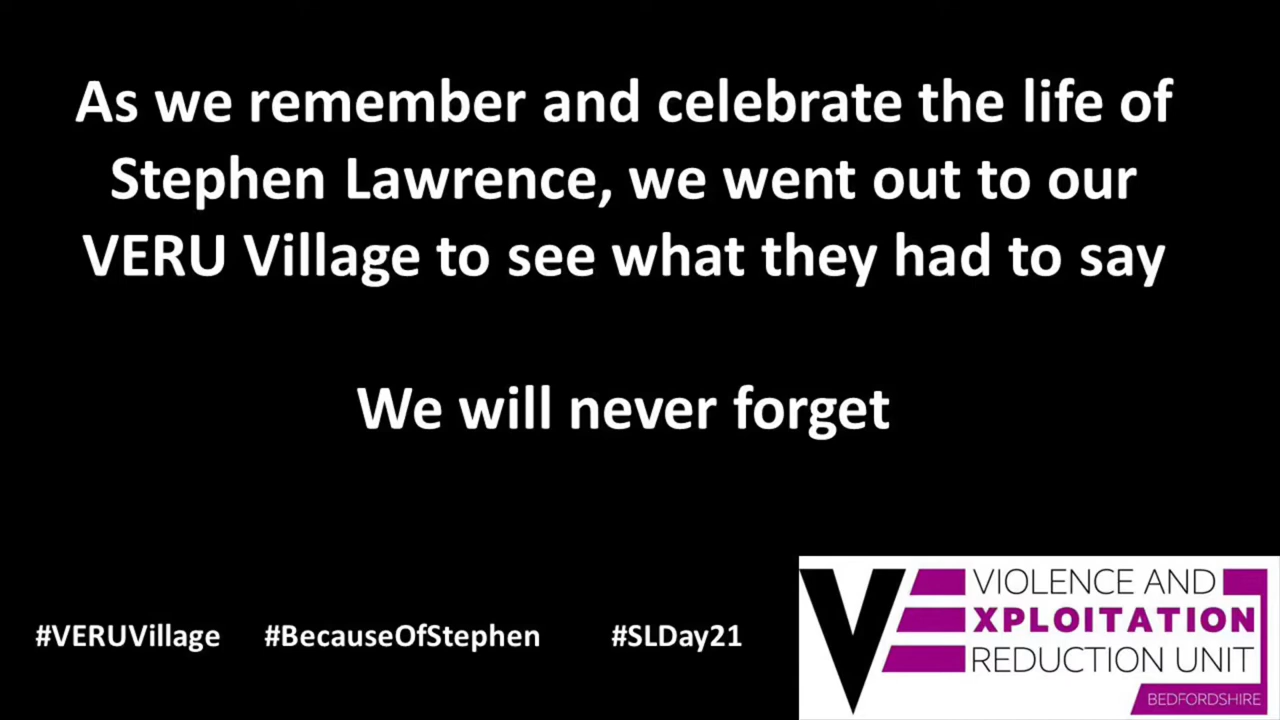 As we remember and celebrate the life of
Stephen Lawrence, we went out to our
VERU Village to see what they had to say
We will never forget
#VERUVillage #BecauseOfStephen #SLDay21
VE VIOLENCE AND
XPLOITATION
REDUCTION UNIT
BEDFORDSHIRE